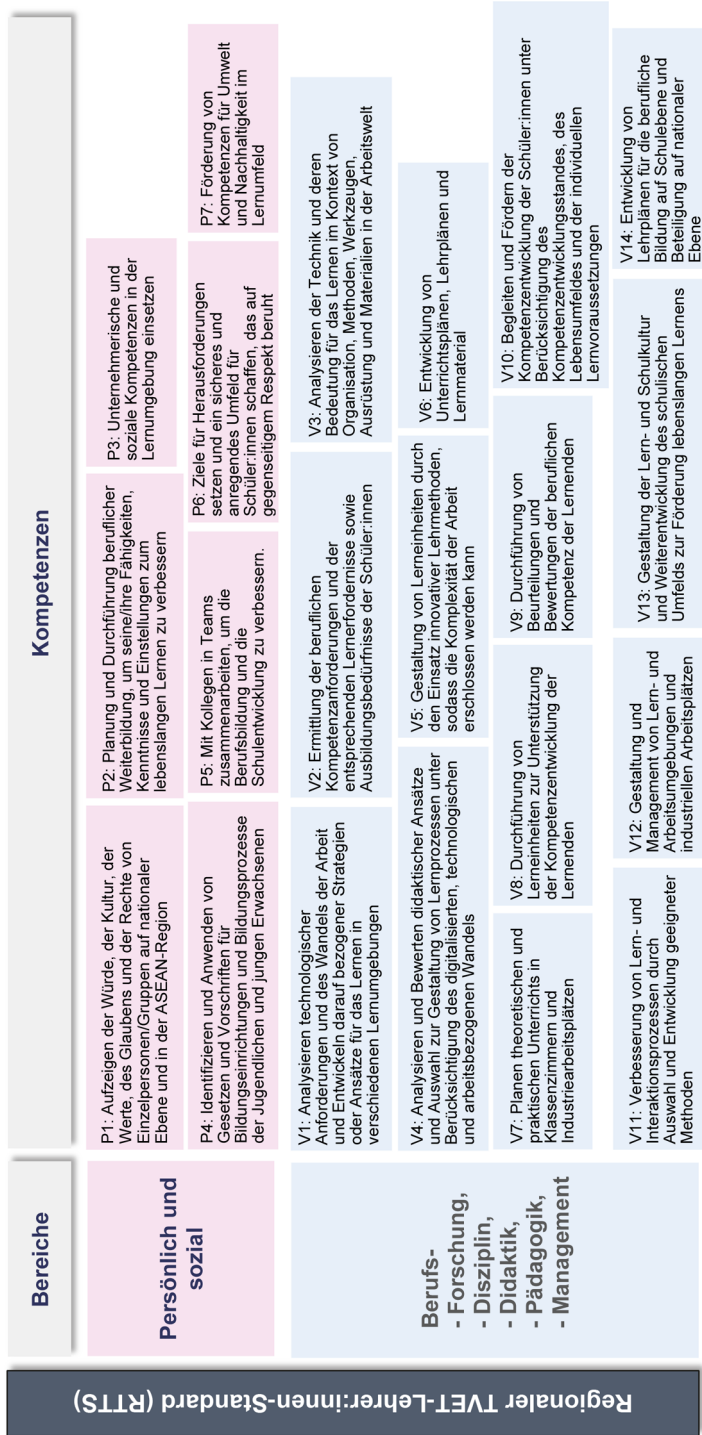 Regionaler TVET-Lehrer:innen-Standard (RTTS)
Bereiche
Kompetenzen
Persönlich und
sozial
P1: Aufzeigen der Würde, der Kultur, der
Werte, des Glaubens und der Rechte von
Einzelpersonen/Gruppen auf nationaler
Ebene und in der ASEAN-Region
P2: Planung und Durchführung beruflicher
Weiterbildung, um seine/ihre Fähigkeiten,
Kenntnisse und Einstellungen zum
lebenslangen Lernen zu verbessern
P3: Unternehmerische und
soziale Kompetenzen in der
Lernumgebung einsetzen
P4: Identifizieren und Anwenden von
Gesetzen und Vorschriften für
Bildungseinrichtungen und Bildungsprozesse
der Jugendlichen und jungen Erwachsenen
P5: Mit Kollegen in Teams
zusammenarbeiten, um die
Berufsbildung und die
Schulentwicklung zu verbessern.
P6: Ziele für Herausforderungen
setzen und ein sicheres und
anregendes Umfeld für
Schüler:innen schaffen, das auf
gegenseitigem Respekt beruht
P7: Förderung von
Kompetenzen für Umwelt
und Nachhaltigkeit im
Lernumfeld
Berufs-
- Forschung,
- Disziplin,
- Didaktik,
- Pädagogik,
- Management
V1: Analysieren technologischer
Anforderungen und des Wandels der Arbeit
und Entwickeln darauf bezogener Strategien
oder Ansätze für das Lernen in
verschiedenen Lernumgebungen
V2: Ermittlung der beruflichen
Kompetenzanforderungen und der
entsprechenden Lernerfordernisse sowie
Ausbildungsbedürfnisse der Schüler:innen
V3: Analysieren der Technik und deren
Bedeutung für das Lernen im Kontext von
Organisation, Methoden, Werkzeugen,
Ausrüstung und Materialien in der Arbeitswelt
V4: Analysieren und Bewerten didaktischer Ansätze
und Auswahl zur Gestaltung von Lernprozessen unter
Berücksichtigung des digitalisierten, technologischen
und arbeitsbezogenen Wandels
V5: Gestaltung von Lerneinheiten durch
den Einsatz innovativer Lehrmethoden,
sodass die Komplexität der Arbeit
erschlossen werden kann
V6: Entwicklung von
Unterrichtsplänen, Lehrplänen und
Lernmaterial
V7: Planen theoretischen und
praktischen Unterrichts in
Klassenzimmern und
Industriearbeitsplätzen
V8: Durchführung von
Lerneinheiten zur Unterstützung
der Kompetenzentwicklung der
Lernenden
V9: Durchführung von
Beurteilungen und
Bewertungen der beruflichen
Kompetenz der Lernenden
V10: Begleiten und Fördern der
Kompetenzentwicklung der Schüler:innen unter
Berücksichtigung des
Kompetenzentwicklungsstandes, des
Lebensumfeldes und der individuellen
Lernvoraussetzungen
V11: Verbesserung von Lern- und
Interaktionsprozessen durch
Auswahl und Entwicklung geeigneter
Methoden
V12: Gestaltung und
Management von Lern- und
Arbeitsumgebungen und
industriellen Arbeitsplätzen
V13: Gestaltung der Lern- und Schulkultur
und Weiterentwicklung des schulischen
Umfelds zur Förderung lebenslangen Lernens
V14: Entwicklung von
Lehrplänen für die berufliche
Bildung auf Schulebene und
Beteiligung auf nationaler
Ebene